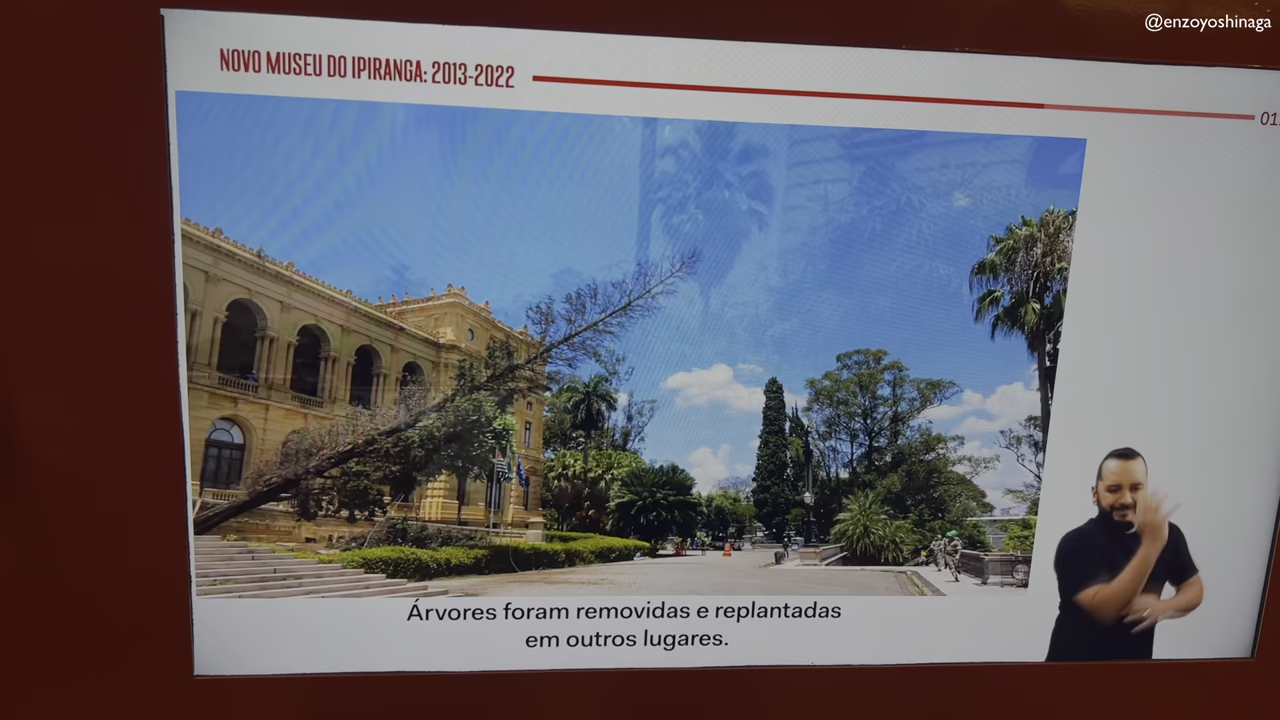 @enzoyoshinaga
NOVO MUSEU DO IPIRANGA: 2013-2022
01
Árvores foram removidas e replantadas
em outros lugares.